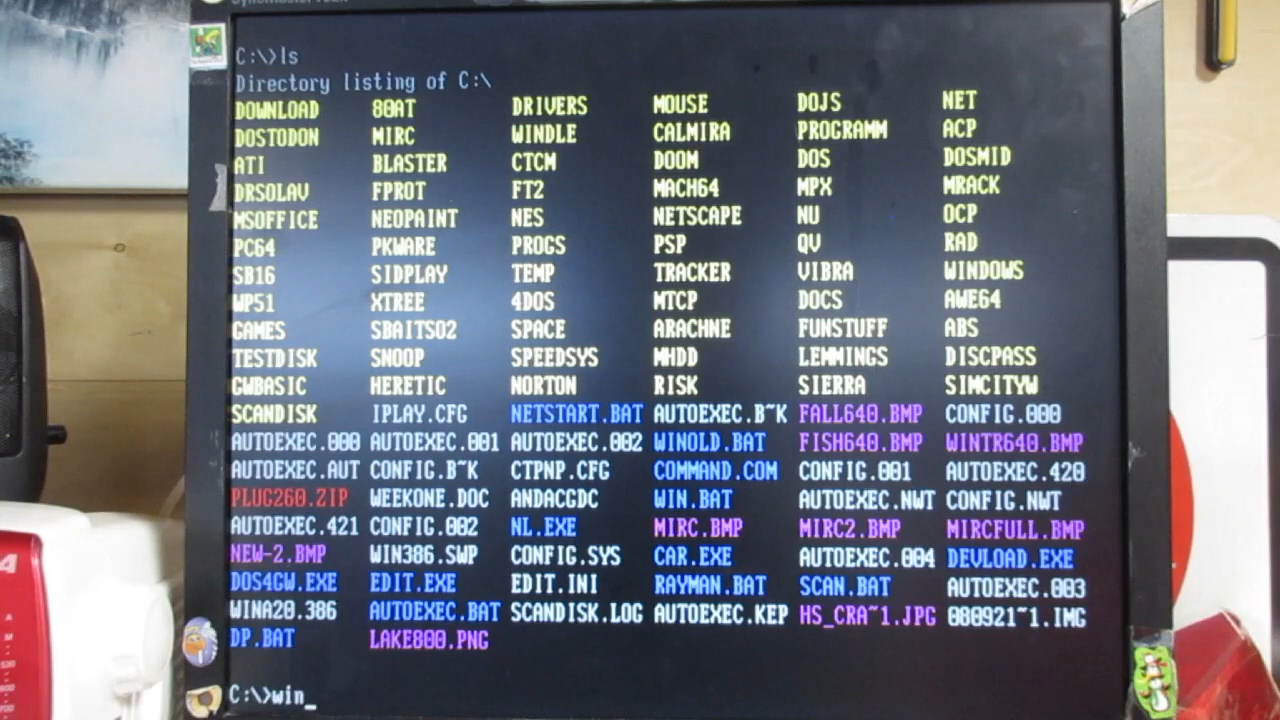 C:\>ls
Directory listing of C:\
DOWNLOAD 80AT DRIVERS MOUSE DOJS NET
DOSTODON MIRC WINDLE CALMIRA PROGRAMM ACP
ATI BLASTER CTCM DOOM DOS DOSMID
DRSOLAV FPROT FT2 MACH64 MPX MRACK
MSOFFICE NEOPAINT NES NETSCAPE NU OCP
PC64 PKWARE PROGS PSP QV RAD
SB16 SIDPLAY TEMP TRACKER VIBRA WINDOWS
WP51 XTREE 4DOS MTCP DOCS AWE64
GAMES SBAITSO2 SPACE ARACHNE FUNSTUFF ABS
TESTDISK SNOOP SPEEDSYS MHDD LEMMINGS DISCPASS
GWBASIC HERETIC NORTON RISK SIERRA SIMCITYW
SCANDISK IPLAY.CFG NETSTART.BAT AUTOEXEC.B~K FALL640.BMP CONFIG.000
AUTOEXEC.000 AUTOEXEC.001 AUTOEXEC.002 WINOLD.BAT FISH640.BMP WINTR640.BMP
AUTOEXEC.AUT CONFIG.B~K CTPNP.CFG COMMAND.COM CONFIG.001 AUTOEXEC.420
PLUG260.ZIP WEEKONE.DOC ANDACGDC WIN.BAT AUTOEXEC.NWT CONFIG.NWT
AUTOEXEC.421 CONFIG.002 NL.EXE MIRC.BMP MIRC2.BMP MIRCFULL.BMP
NEW-2.BMP WIN386.SWP CONFIG.SYS CAR.EXE AUTOEXEC.004 DEVLOAD.EXE
DOS4GW.EXE EDIT.EXE EDIT.INI RAYMAN.BAT SCAN.BAT AUTOEXEC.003
WINA20.386 AUTOEXEC.BAT SCANDISK.LOG AUTOEXEC.KEP HS_CRA~1.JPG 080921~1.IMG
DP.BAT LAKE800.PNG
C:\>win_